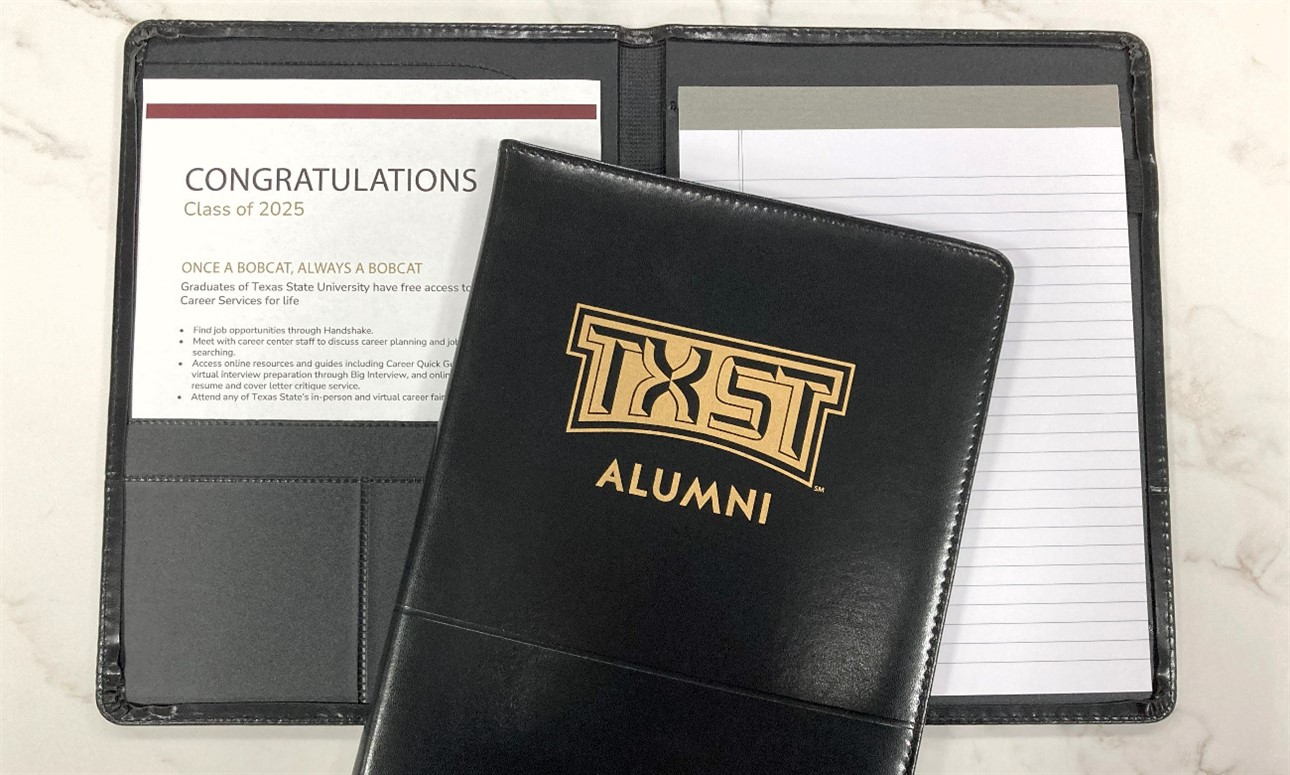 CONGRATULATIONS
Class of 2025
ONCE A BOBCAT, ALWAYS A BOBCAT
Graduates of Texas State University have free access to
Career Services for life
• Find job opportunities through Handshake.
• Meet with career center staff to discuss career planning and job
searching.
• Access online resources and guides including Career Quick
virtual interview preparation through Big Interview, and
resume and cover letter critique service.
• Attend any of Texas State's in-person and virtual career
TXST
SM
ALUMNI